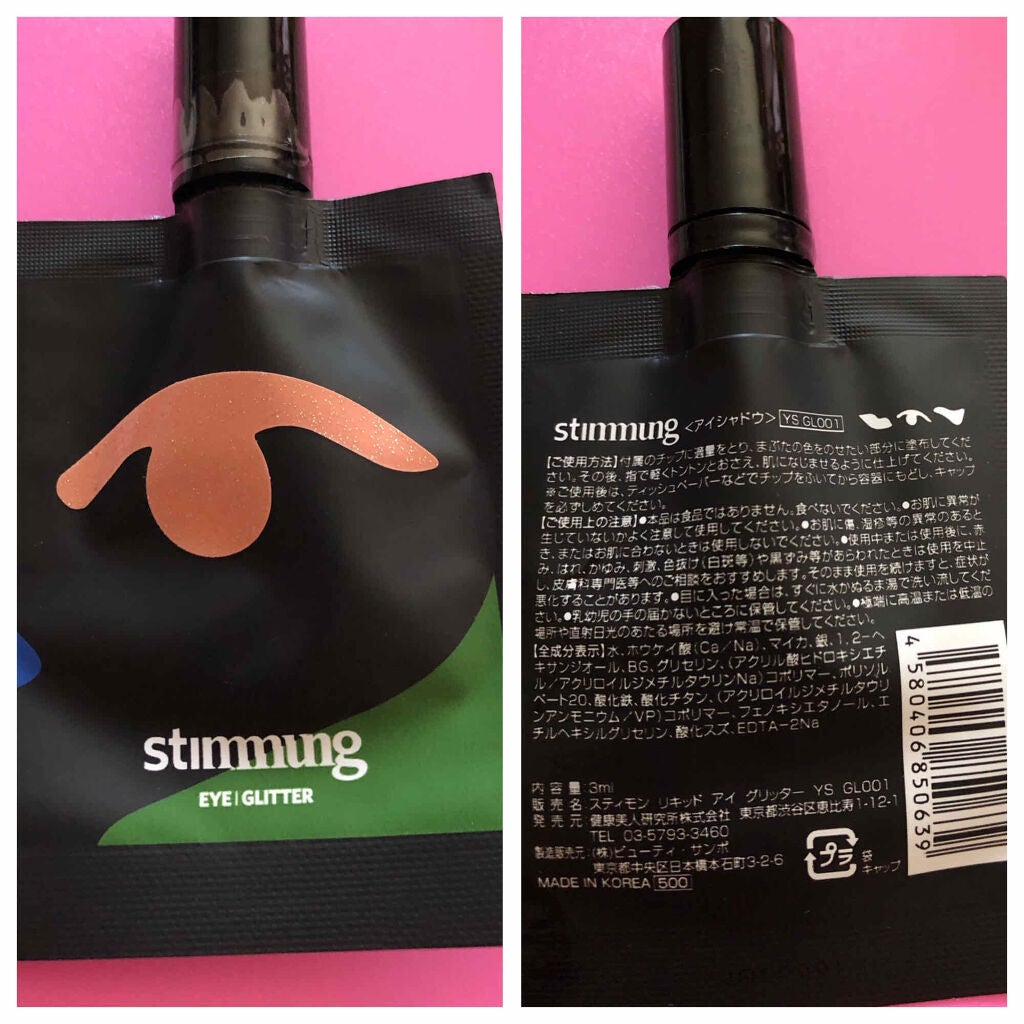 stimmung
EYE | GLITTER
stimmung <アイシャドウ> YS GL001
【ご使用方法】付属のチップに適量をとり、まぶたの色をのせたい部分に塗布してくだ
さい。その後、指で軽くトントンとおさえ、肌になじませるように仕上げてください。
※ご使用後は、ティッシュペーパーなどでチップをふいてから容器にもどし、キャップ
を必ずしめてください。
【ご使用上の注意】●本品は食品ではありません。食べないでください。●お肌に異常が
生じていないかよく注意して使用してください。●お肌に傷、湿疹等の異常のあると
き、またはお肌に合わないときは使用しないでください。●使用中または使用後に、赤
み、はれ、かゆみ、刺激、色抜け(白斑等)や黒ずみ等があらわれたときは使用を中止
し、皮膚科専門医等へのご相談をおすすめします。そのまま使用を続けますと、症状が
悪化することがあります。●目に入った場合は、すぐに水かぬるま湯で洗い流してくだ
さい。●乳幼児の手の届かないところに保管してください。●極端に高温または低温の
場所や直射日光のあたる場所を避け常温で保管してください。
【全成分表示】水、ホウケイ酸(Ca/Na)、マイカ、銀、1,2-ヘ
キサンジオール、BG、グリセリン、(アクリル酸ヒドロキシエチ
ル/アクリロイルジメチルタウリンNa)コポリマー、ポリソル
ベート20、酸化鉄、酸化チタン、(アクリロイルジメチルタウリ
ンアンモニウム/VP)コポリマー、フェノキシエタノール、エ
チルヘキシルグリセリン、酸化スズ、EDTA-2Na
内容量 3ml
販売名 スティモン リキッド アイ グリッター YS GL001
発売元 健康美人研究所株式会社 東京都渋谷区恵比寿1-12-1
TEL 03-5793-3460
製造販売元:(株)ビューティ・サンポ
東京都中央区日本橋本石町3-2-6
MADE IN KOREA 500
プラ
袋
キャップ
4580406850639